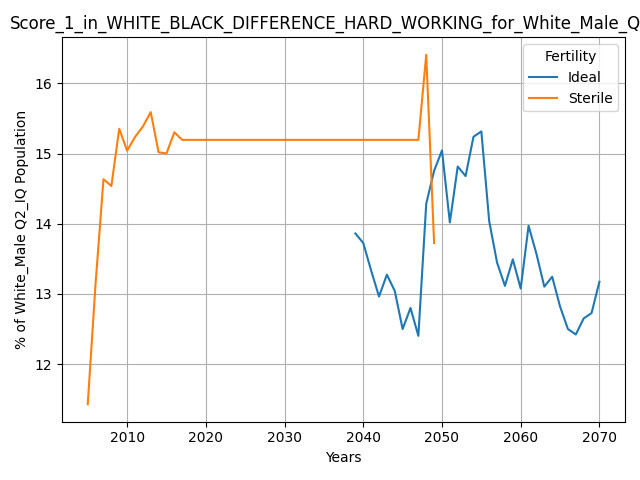 Score_1_in_WHITE_BLACK_DIFFERENCE_HARD_WORKING_for_White_Male_Q
Fertility
Ideal
Sterile
% of White_Male Q2_IQ Population
16
15
14
13
12
2010 2020 2030 2040 2050 2060 2070
Years